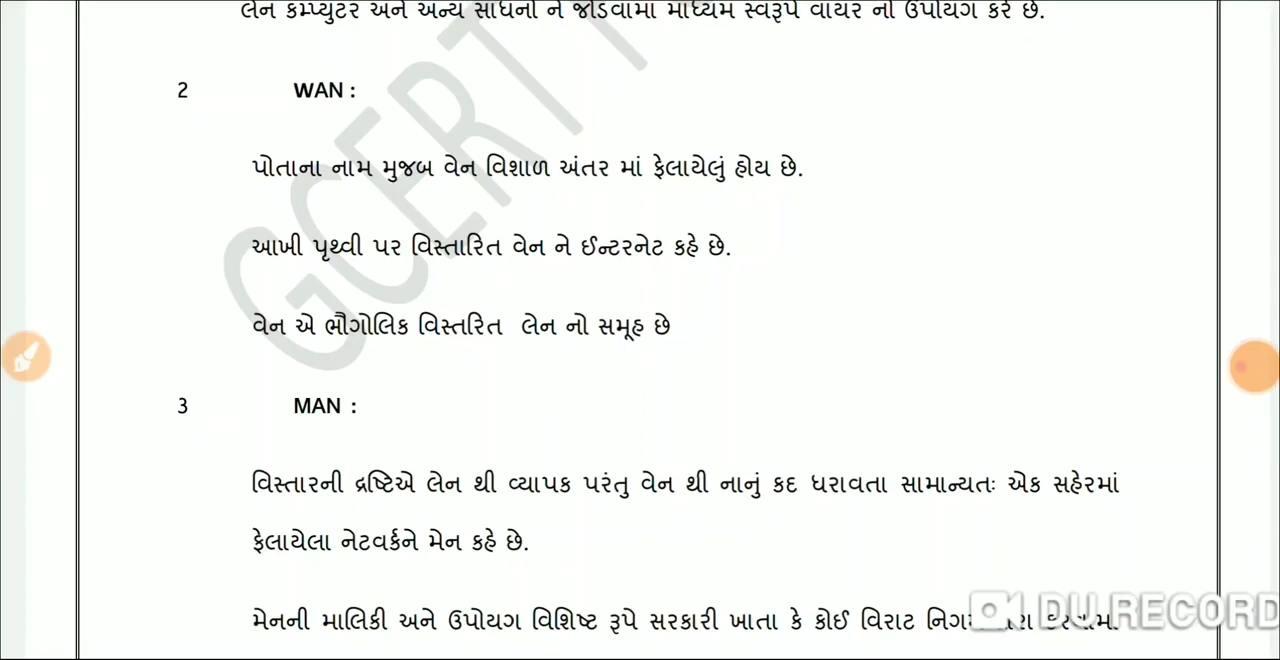 લેન કમ્પ્યુટર અને અન્ય સાધનો ને જોડવામાં માધ્યમ સ્વરૂપે વાયર નો ઉપયોગ કરે છે.
2 WAN :
પોતાના નામ મુજબ વેન વિશાળ અંતર માં ફેલાયેલું હોય છે.
આખી પૃથ્વી પર વિસ્તારિત વેન ને ઈન્ટરનેટ કહે છે.
વેન એ ભૌગોલિક વિસ્તરિત લેન નો સમૂહ છે
3 MAN :
વિસ્તારની દ્રષ્ટિએ લેન થી વ્યાપક પરંતુ વેન થી નાનું કદ ધરાવતા સામાન્યતઃ એક સહેરમાં
ફેલાયેલા નેટવર્કને મેન કહે છે.
મેનની માલિકી અને ઉપયોગ વિશિષ્ટ રૂપે સરકારી ખાતા કે કોઈ વિરાટ
GCERT
DU RECORD